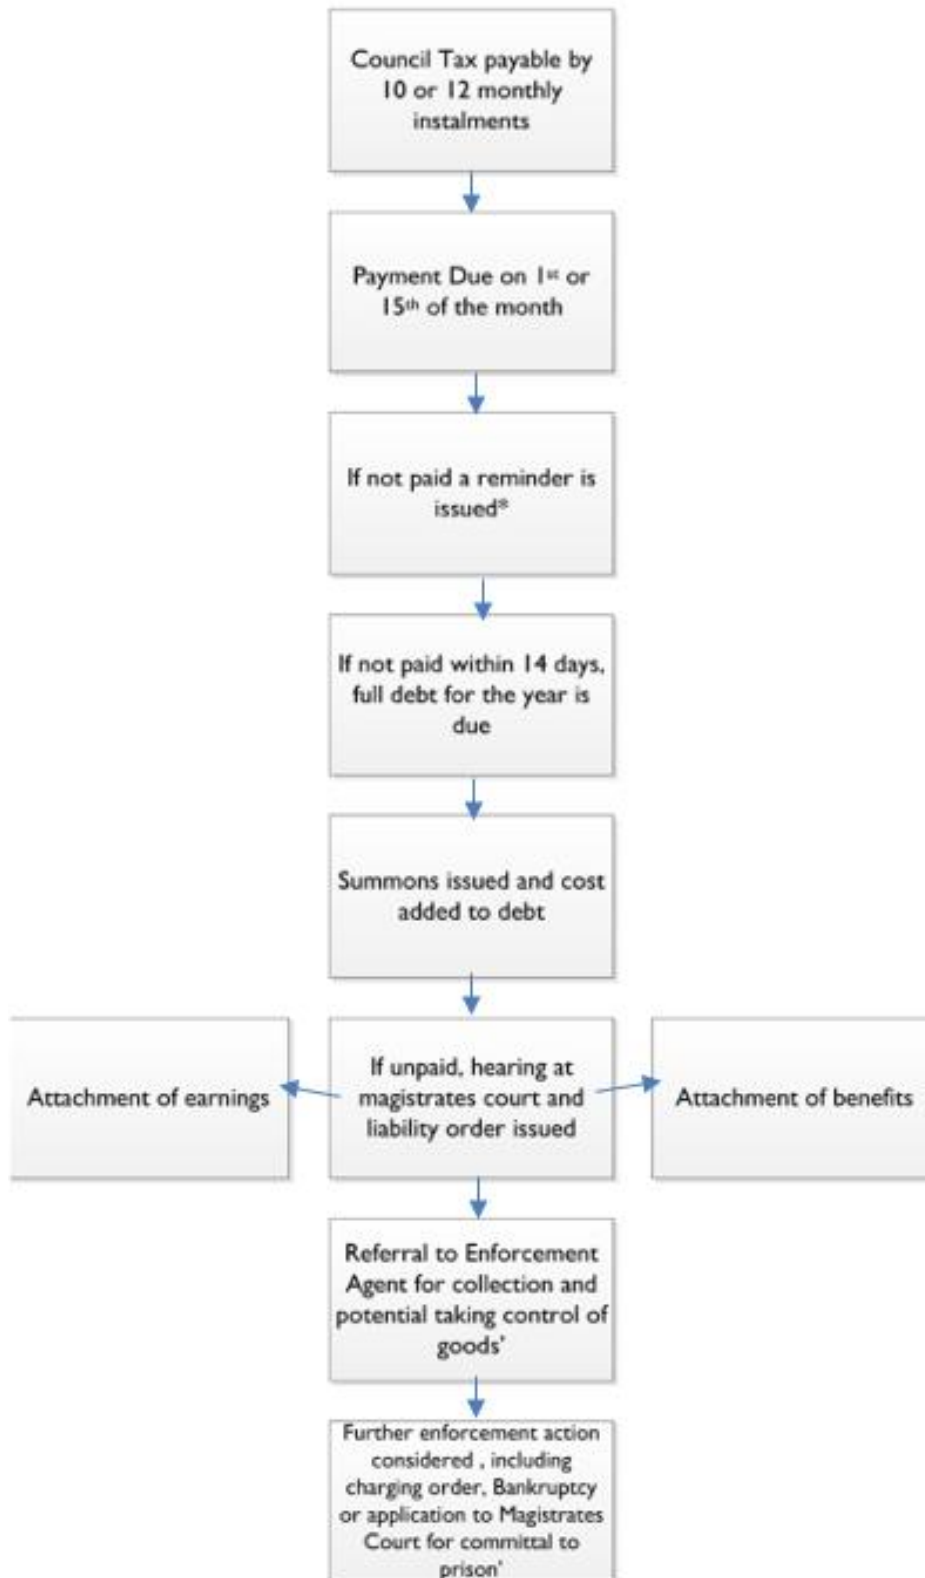 Council Tax payable by
10 or 12 monthly
instalments
Payment Due on 1st or
15th of the month
If not paid a reminder is
issued*
If not paid within 14 days,
full debt for the year is
due
Summons issued and cost
added to debt
Attachment of earnings
If unpaid, hearing at
magistrates court and
liability order issued
Attachment of benefits
Referral to Enforcement
Agent for collection and
potential taking control of
goods'
Further enforcement action
considered , including
charging order, Bankruptcy
or application to Magistrates
Court for committal to
prison'